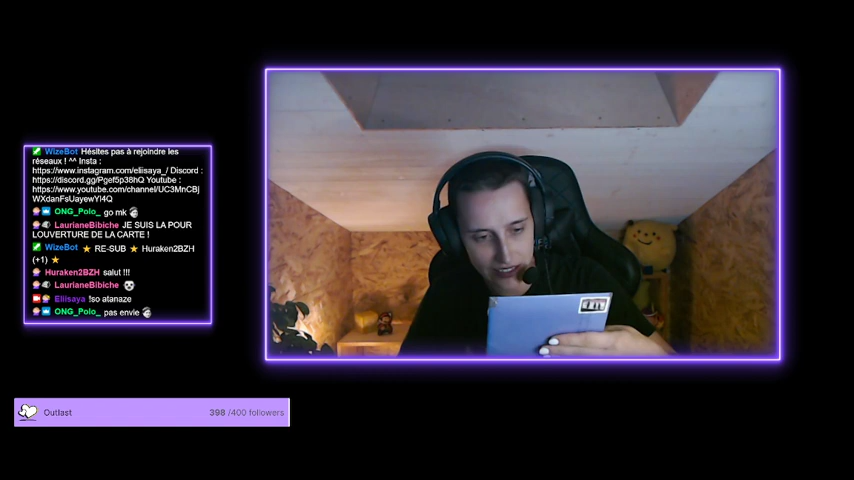 WizeBot Hésites pas à rejoindre les
réseaux ! ^^ Insta :
https://www.instagram.com/eliisaya_/ Discord :
https://discord.gg/Pgef5p38hQ Youtube :
https://www.youtube.com/channel/UC3MnCBj
WXdanFsUayewYl4Q
ONG_Polo_ go mk
LaurianeBibiche JE SUIS LA POUR
LOUVERTURE DE LA CARTE !
WizeBot ⭐ RE-SUB ⭐ Huraken2BZH
(+1) ⭐
Huraken2BZH salut !!!
LaurianeBibiche
Eliisaya !so atanaze
ONG_Polo_ pas envie
Outlast 398 /400 followers